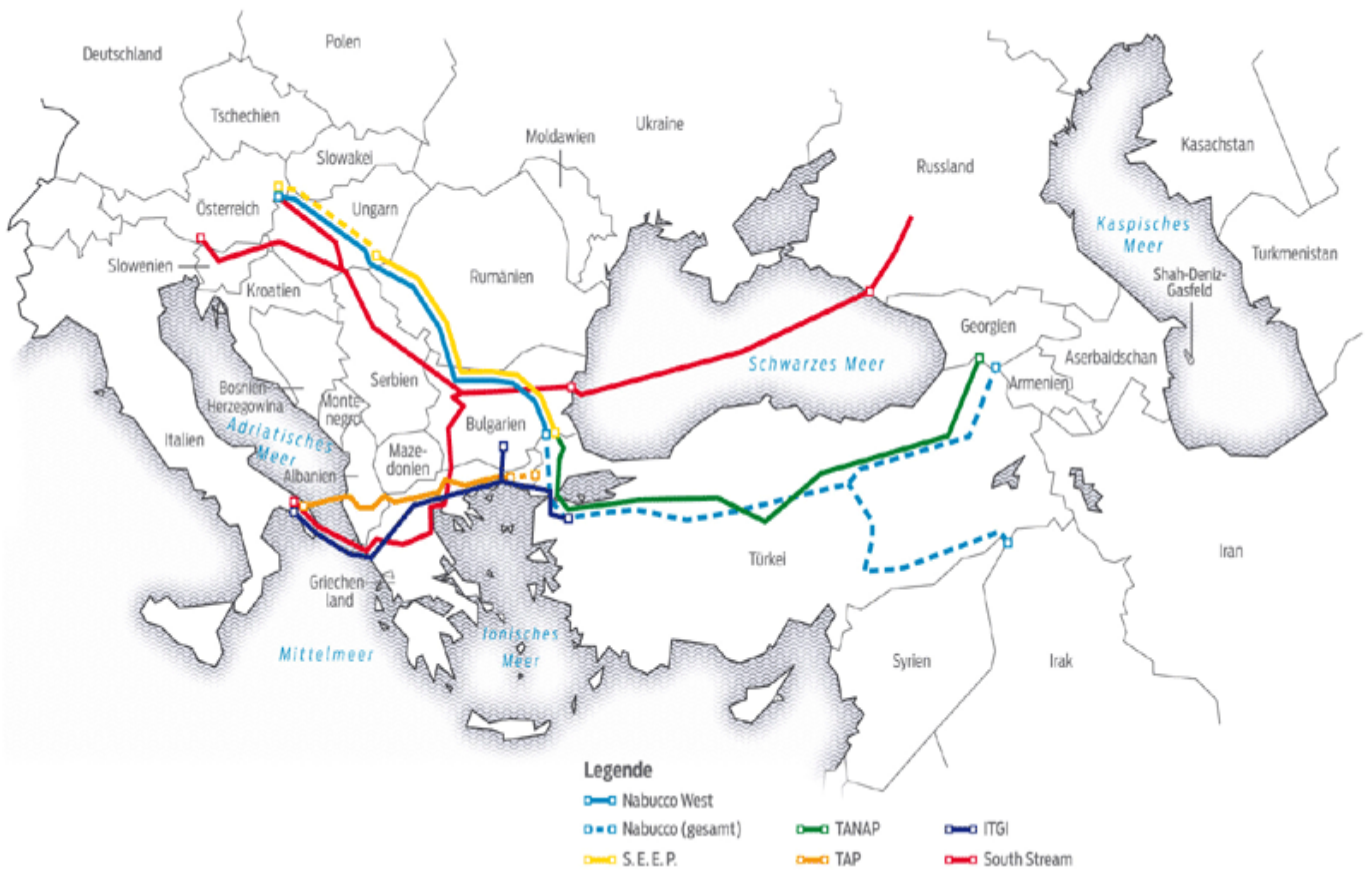 Deutschland
Polen
Tschechien
Slowakei
Moldawien
Ukraine
Russland
Kasachstan
Österreich
Ungarn
Kaspisches
Meer
Turkmenistan
Slowenien
Kroatien
Rumänien
Shah-Deniz-
Gasfeld
Georgien
Schwarzes Meer
Aserbaidschan
Armenien
Bosnien-
Herzegowina
Monte-
negro
Serbien
Bulgarien
Italien
Adriatisches
Meer
Maze-
donien
Albanien
Türkei
Iran
Griechen
land
Mittelmeer
Ionisches
Meer
Syrien
Irak
Legende
Nabucco West
Nabucco (gesamt)
TANAP
ITGI
S. E. E. P.
TAP
South Stream